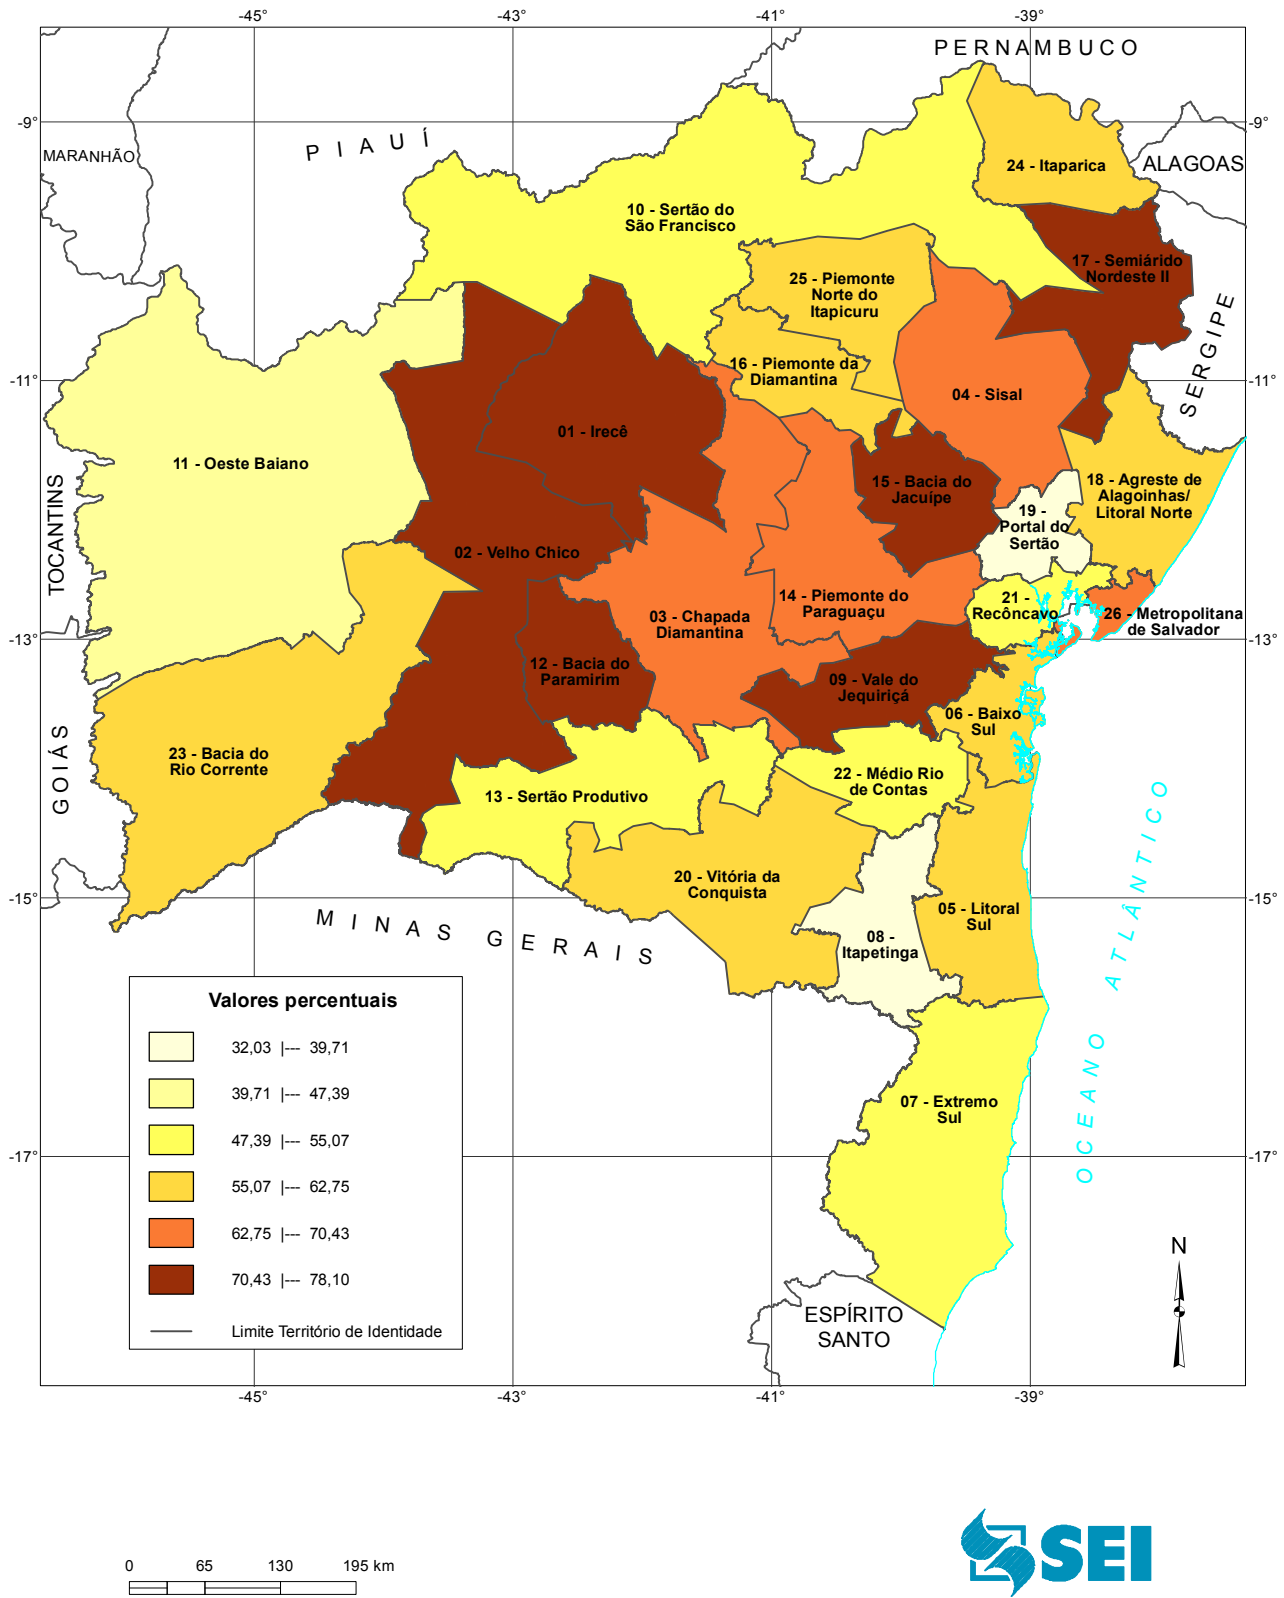 -45°
-43°
-41°
-39°
PERNAMBUCO
-9°
-9°
PIAUÍ
MARANHÃO
ALAGOAS
24 - Itaparica
10 - Sertão do
São Francisco
17 - Semiárido
Nordeste II
25 - Piemonte
Norte do
Itapicuru
SERGIPE
16 - Piemonte da
Diamantina
-11°
-11°
04 - Sisal
01 - Irecê
11 - Oeste Baiano
15 - Bacia do
Jacuípe
18 - Agreste de
Alagoinhas/
Litoral Norte
19 -
Portal do
Sertão
TOCANTINS
02 - Velho Chico
14 - Piemonte do
Paraguaçu
21 -
Recôncavo
03 - Chapada
Diamantina
26 - Metropolitana
de Salvador
-13°
-13°
12 - Bacia do
Paramirim
09 - Vale do
Jequiriçá
06 - Baixo
Sul
GOIÁS
23 - Bacia do
Rio Corrente
22 - Médio Rio
de Contas
13 - Sertão Produtivo
20 - Vitória da
Conquista
-15°
-15°
05 - Litoral
Sul
MINAS GERAIS
08 -
Itapetinga
OCEANO ATLÂNTICO
Valores percentuais
32,03 |--- 39,71
39,71 |--- 47,39
47,39 |--- 55,07
55,07 |--- 62,75
62,75 |--- 70,43
70,43 |--- 78,10
Limite Território de Identidade
07 - Extremo
Sul
-17°
-17°
N
ESPÍRITO
SANTO
-45°
-43°
-41°
-39°
0 65 130 195 km
SEI